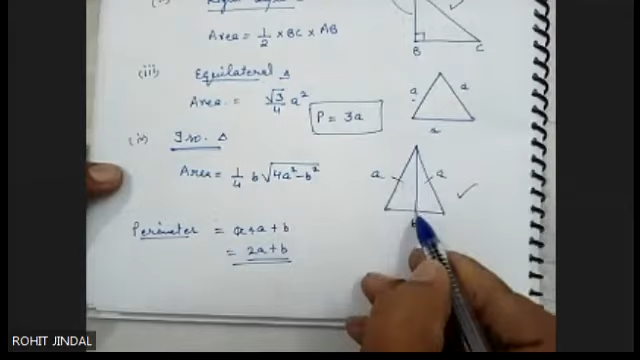 Area = 1/2 × BC × AB
B
C
(iii) Equilateral Δ
Area = √3/4 a²
P = 3a
a
a
a
(iv) Iso. Δ
Area = 1/4 b √4a²-b²
a
a
b
Perimeter = a+a+b
= 2a+b
ROHIT JINDAL